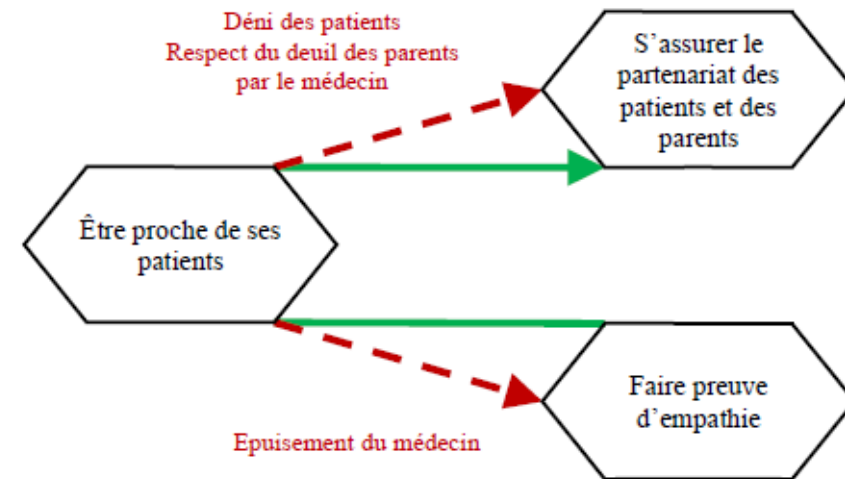 Déni des patients
Respect du deuil des parents
par le médecin
S’assurer le
partenariat des
patients et des
parents
Être proche de ses
patients
Faire preuve
d’empathie
Epuisement du médecin